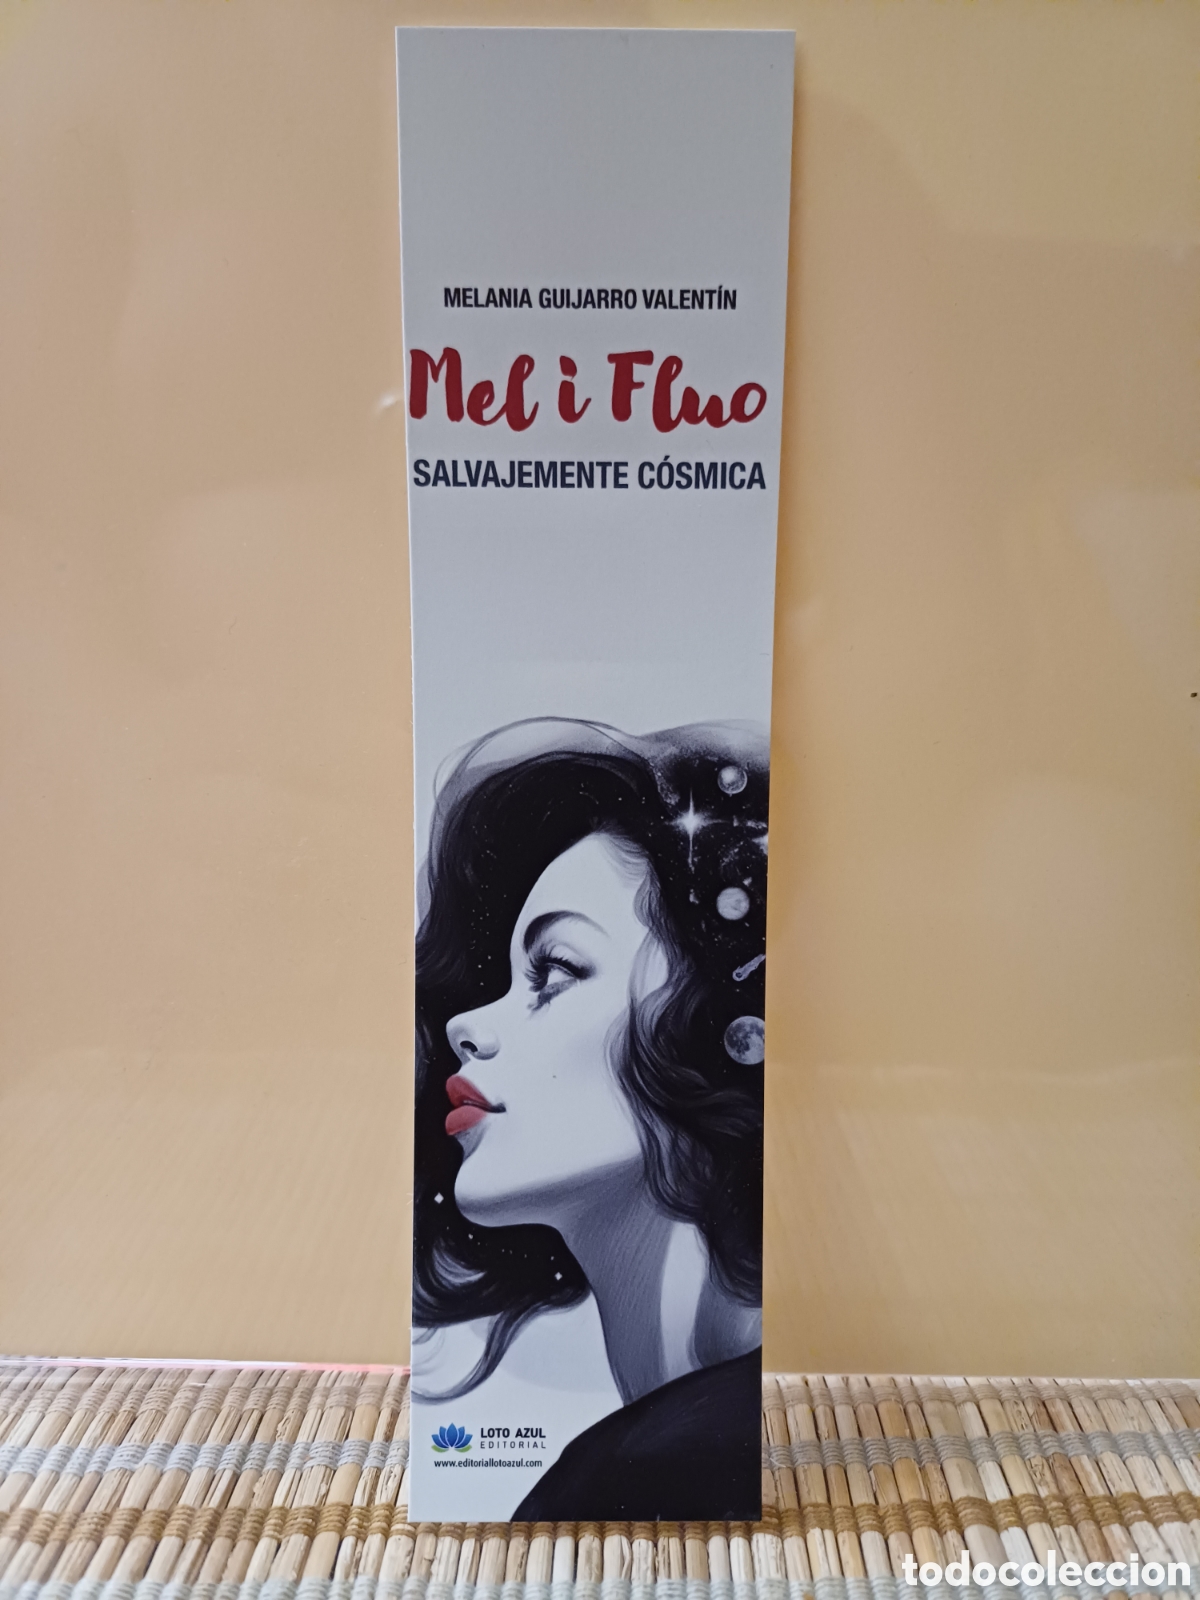 MELANIA GUIJARRO VALENTÍN
Mel i Fluo
SALVAJEMENTE CÓSMICA
LOTO AZUL
EDITORIAL
www.editoriallotoazul.com
todocoleccion